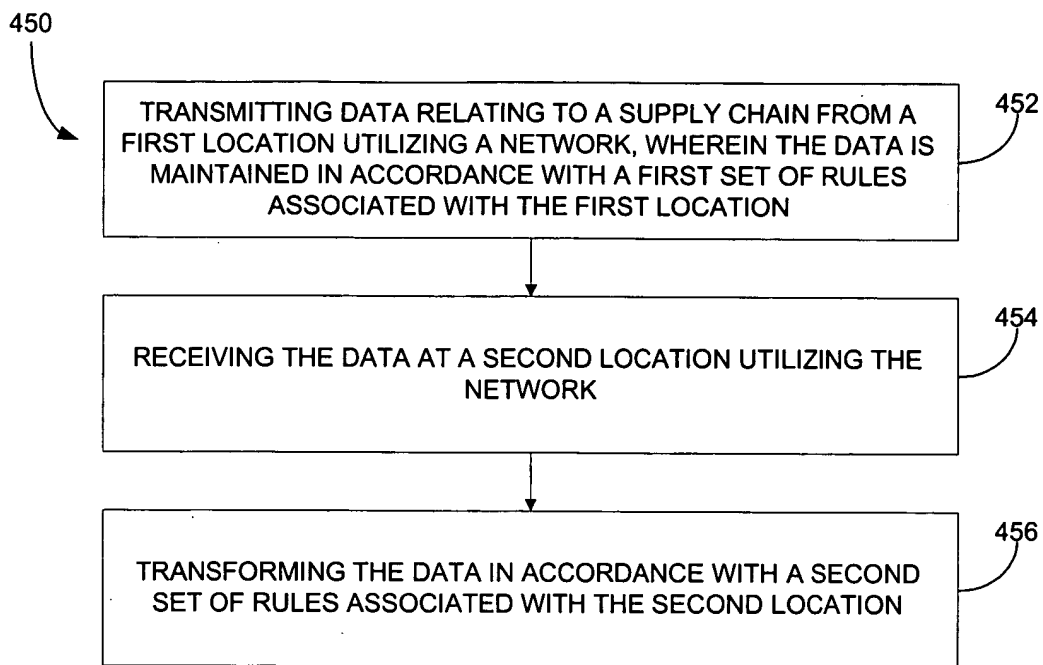 450
TRANSMITTING DATA RELATING TO A SUPPLY CHAIN FROM A
FIRST LOCATION UTILIZING A NETWORK, WHEREIN THE DATA IS
MAINTAINED IN ACCORDANCE WITH A FIRST SET OF RULES
ASSOCIATED WITH THE FIRST LOCATION
452
RECEIVING THE DATA AT A SECOND LOCATION UTILIZING THE
NETWORK
454
TRANSFORMING THE DATA IN ACCORDANCE WITH A SECOND
SET OF RULES ASSOCIATED WITH THE SECOND LOCATION
456